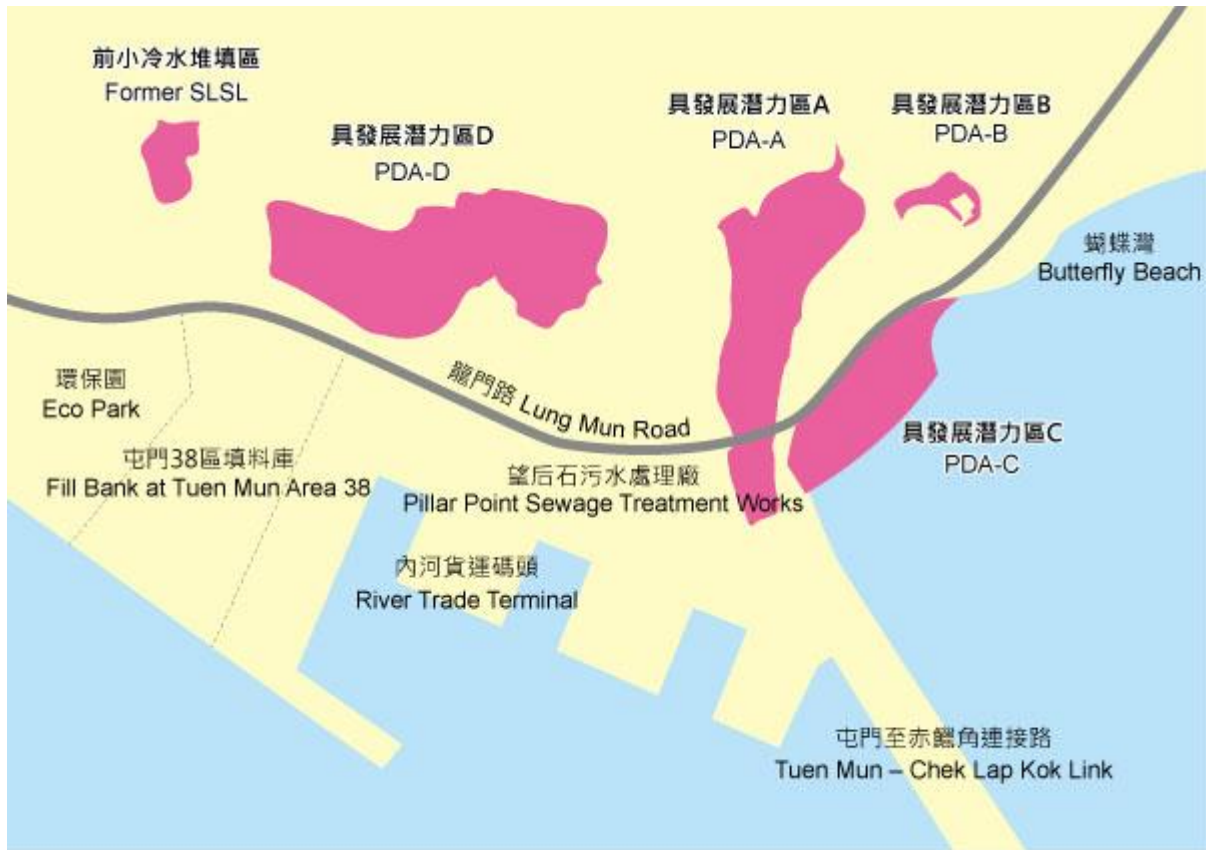 前小冷水堆填區
Former SLSL
具發展潛力區D
PDA-D
具發展潛力區A
PDA-A
具發展潛力區B
PDA-B
蝴蝶灣
Butterfly Beach
環保園
Eco Park
屯門38區填料庫
Fill Bank at Tuen Mun Area 38
龍門路 Lung Mun Road
望后石污水處理廠
Pillar Point Sewage Treatment Works
具發展潛力區C
PDA-C
內河貨運碼頭
River Trade Terminal
屯門至赤鱲角連接路
Tuen Mun – Chek Lap Kok Link